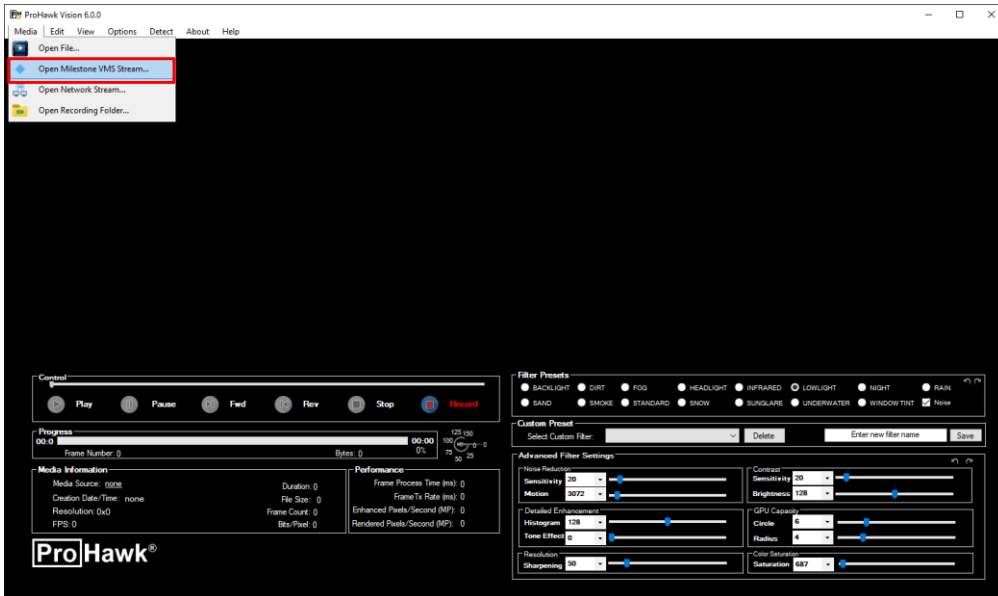 ProHawk Vision 6.0.0
Media Edit View Options Detect About Help
Open File...
Open Milestone VMS Stream...
Open Network Stream...
Open Recording Folder...
Control
Play Pause Fwd Rev Stop Record
Progress
00:0 00:00
Frame Number: 0 Bytes: 0 0%
125 150
100 0 0
75 25
50
Media Information
Media Source: none Duration: 0
Creation Date/Time: none File Size: 0
Resolution: 0x0 Frame Count: 0
FPS: 0 Bits/Pixel: 0
Performance
Frame Process Time (ms): 0
FrameTx Rate (ms): 0
Enhanced Pixels/Second (MP): 0
Rendered Pixels/Second (MP): 0
ProHawk®
Filter Presets
BACKLIGHT DIRT FOG HEADLIGHT INFRARED LOWLIGHT NIGHT RAIN
SAND SMOKE STANDARD SNOW SUNGLARE UNDERWATER WINDOW TINT Noise
Custom Preset
Select Custom Filter: Delete Enter new filter name Save
Advanced Filter Settings
Noise Reduction
Sensitivity 20
Motion 3072
Contrast
Sensitivity 20
Brightness 128
Detailed Enhancement
Histogram 128
Tone Effect 0
GPU Capacity
Circle 6
Radius 4
Resolution
Sharpening 50
Color Saturation
Saturation 687